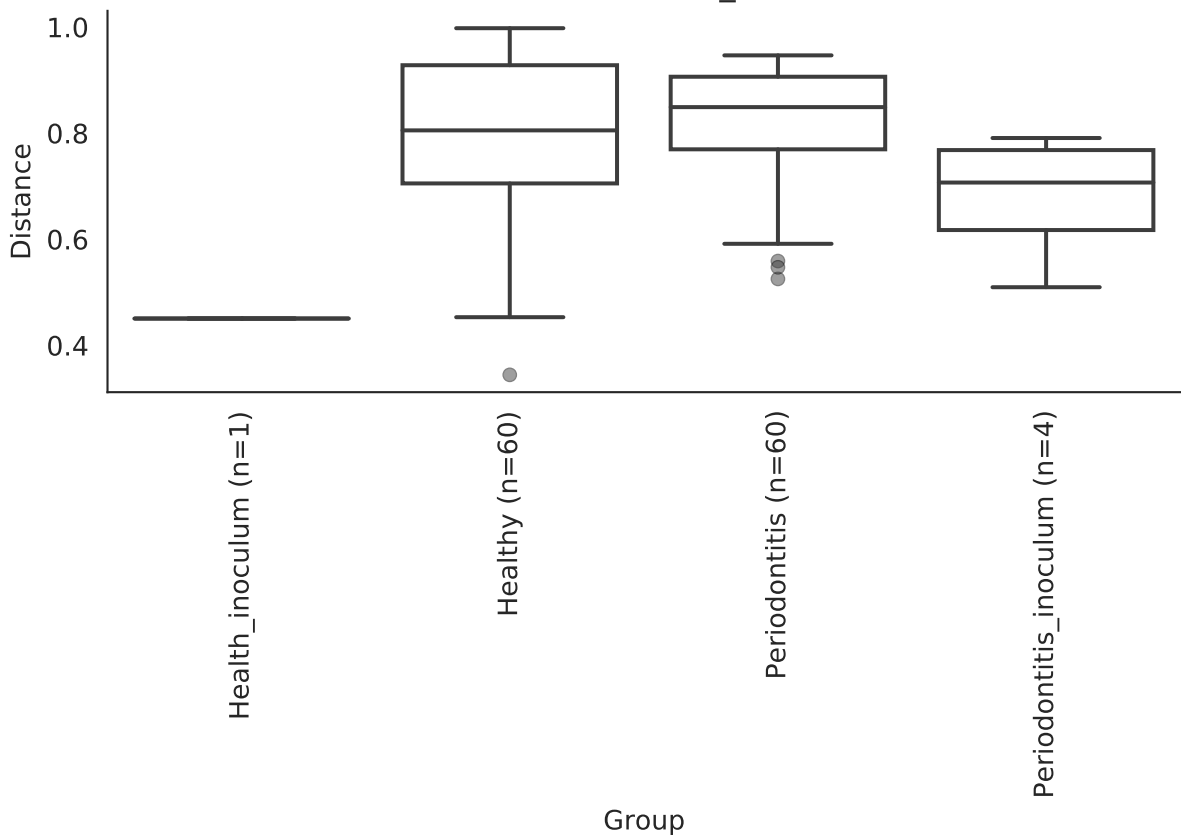 1.0
0.8
0.6
0.4
Distance
Health_inoculum (n=1)
Healthy (n=60)
Periodontitis (n=60)
Periodontitis_inoculum (n=4)
Group